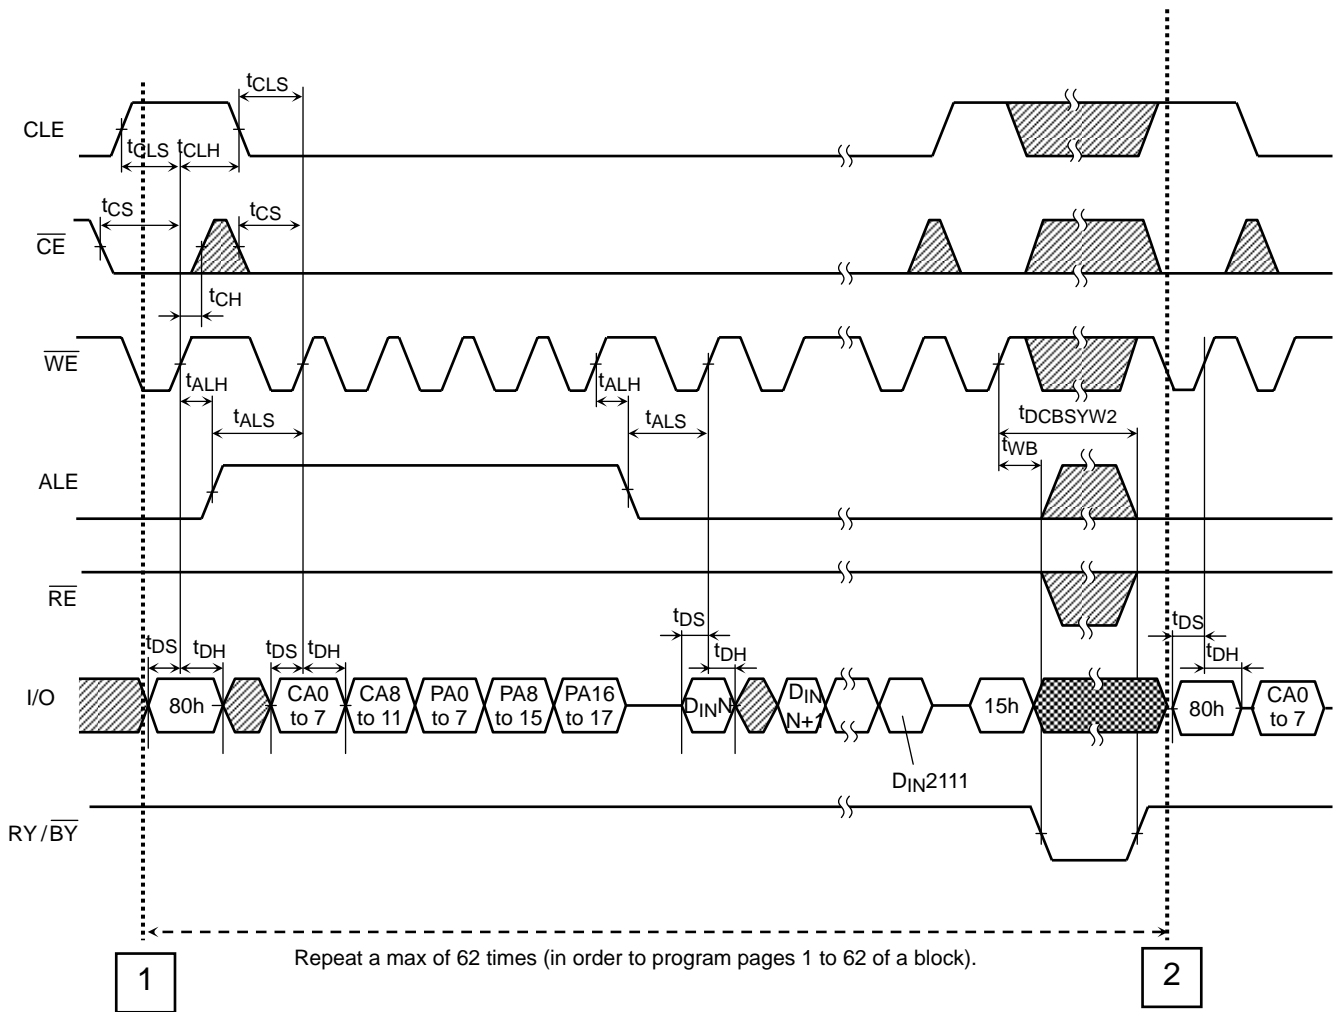 tCLS
CLE
tCLS tCLH
tCS tCS
CE
tCH
WE
tALH tALH
tDCBSYW2
tALS tALS
tWB
ALE
RE
tDS tDS
tDS tDH tDS tDH tDH tDH
I/O
80h
CA0
to 7
CA8
to 11
PA0
to 7
PA8
to 15
PA16
to 17
DINN
DIN
N+1
15h
80h
CA0
to 7
DIN2111
RY/BY
Repeat a max of 62 times (in order to program pages 1 to 62 of a block).
1
2